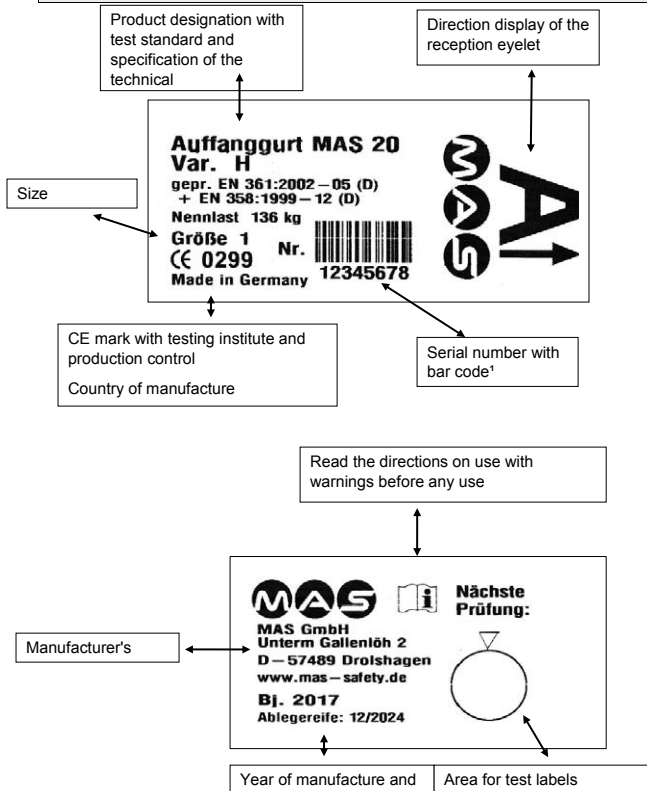 Product designation with
test standard and
specification of the
technical
Direction display of the
reception eyelet
Auffanggurt MAS 20
Var. H
gepr. EN 361:2002–05 (D)
+ EN 358:1999–12 (D)
Nennlast 136 kg
Größe 1
CE 0299
Made in Germany
Nr.
12345678
MAS
A
Size
CE mark with testing institute and
production control
Country of manufacture
Serial number with
bar code¹
Read the directions on use with
warnings before any use
MAS
MAS GmbH
Unterm Gallenlöh 2
D–57489 Drolshagen
www.mas–safety.de
Bj. 2017
Ablegereife: 12/2024
i
Nächste
Prüfung:
Manufacturer's
Year of manufacture and
Area for test labels